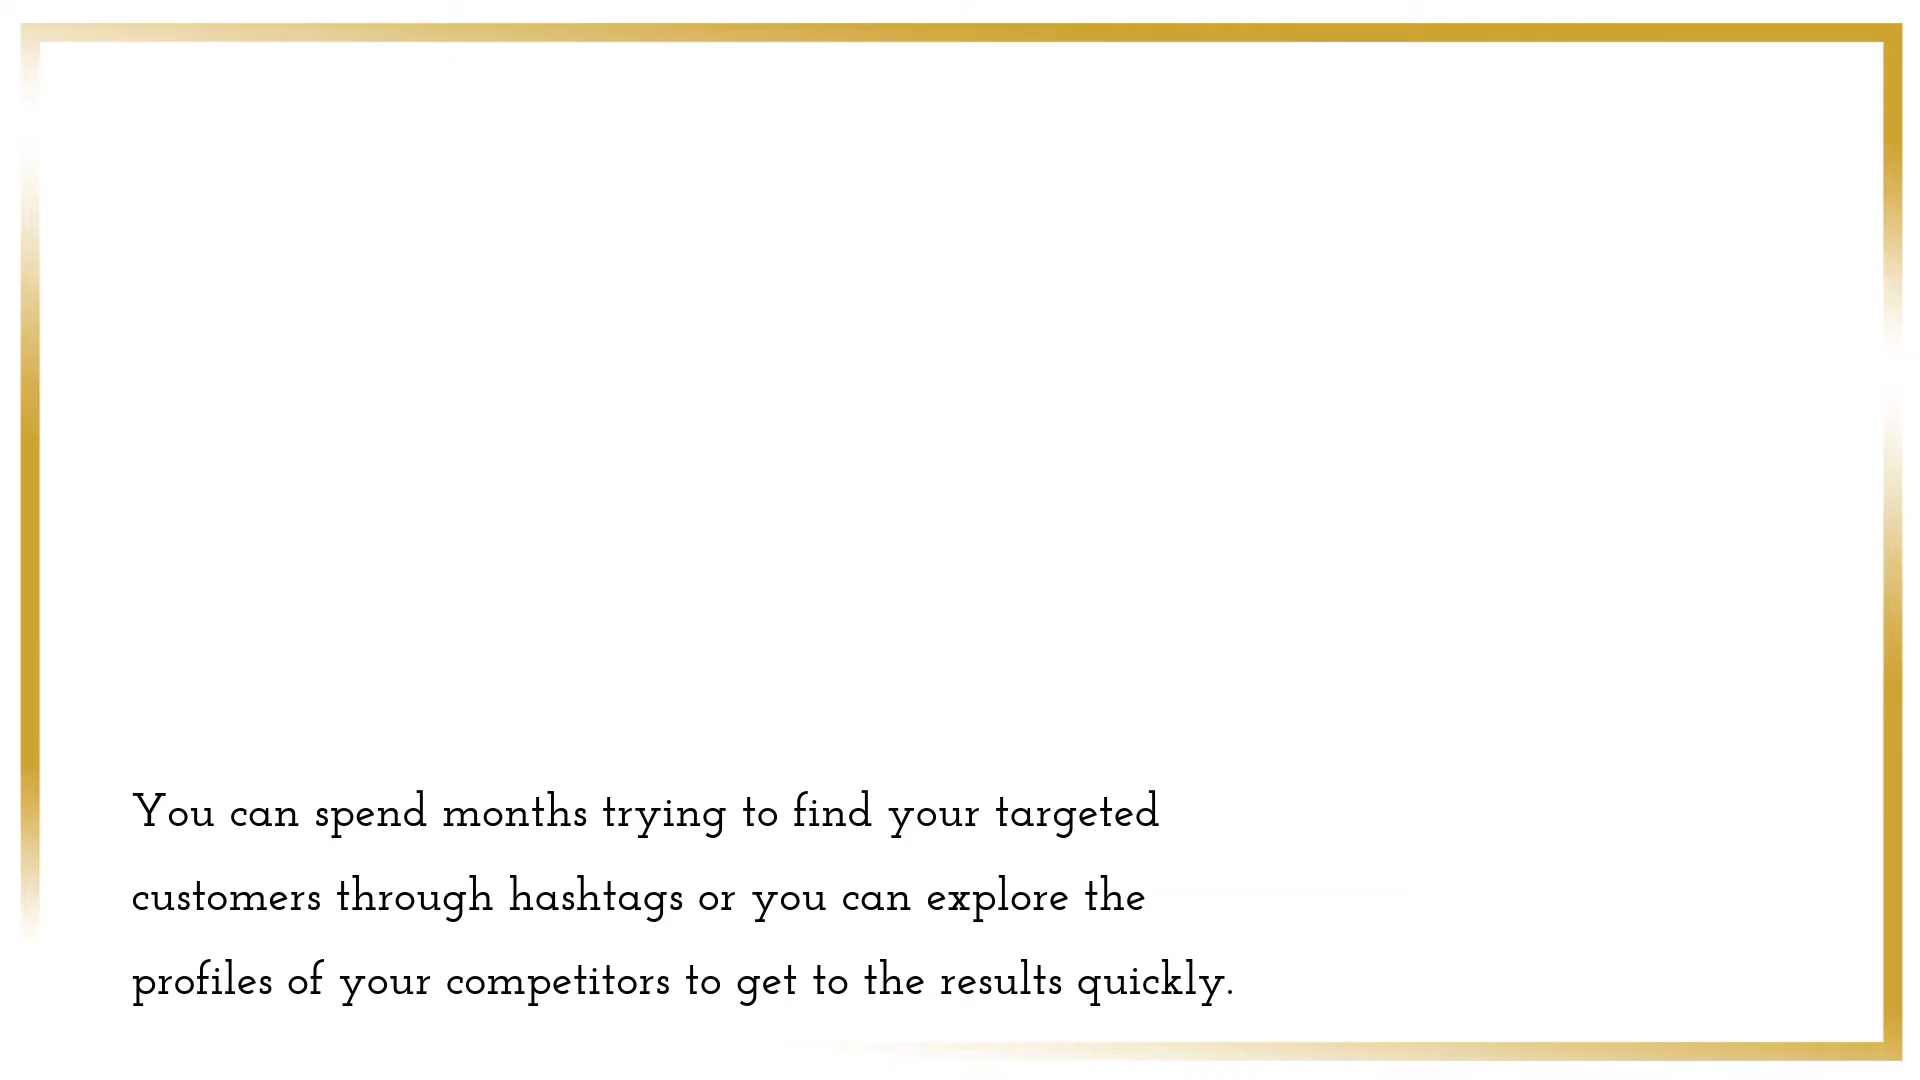 You can spend months trying to find your targeted
customers through hashtags or you can explore the
profiles of your competitors to get to the results quickly.